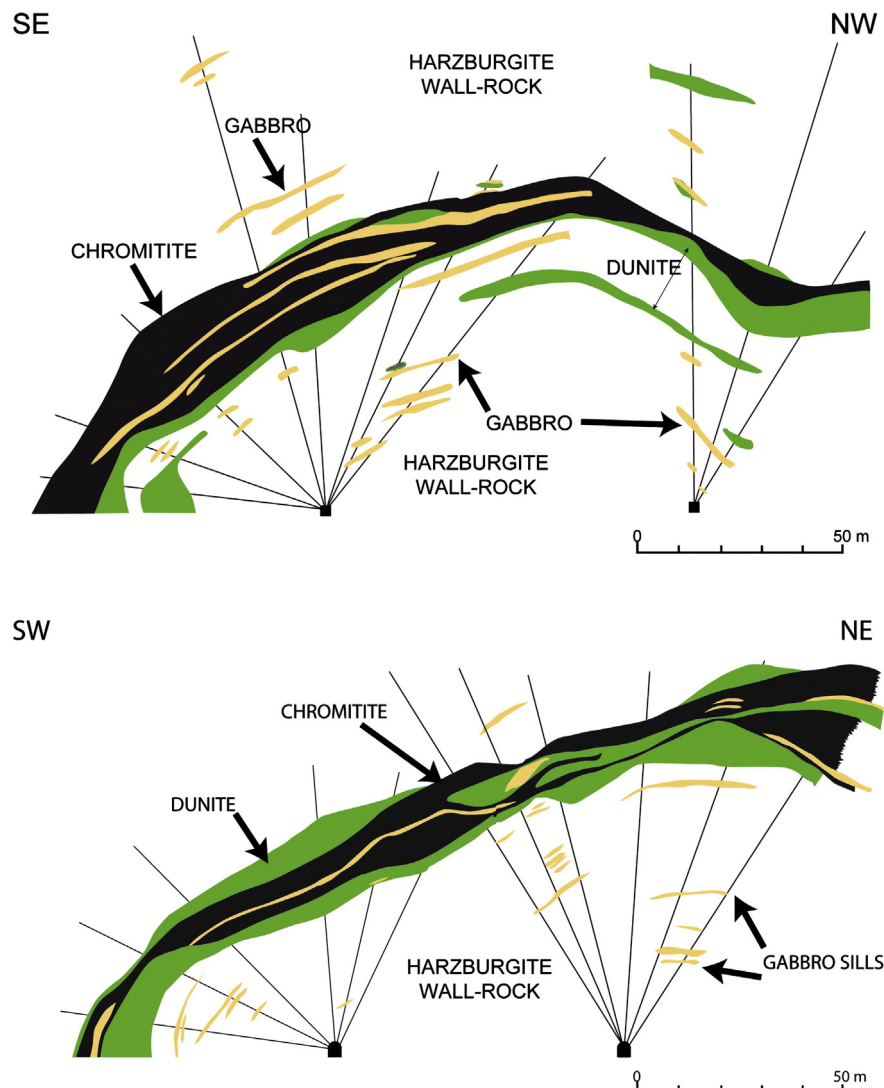 SE
NW
HARZBURGITE
WALL-ROCK
GABBRO
CHROMITITE
DUNITE
GABBRO
HARZBURGITE
WALL-ROCK
0
50 m
SW
NE
CHROMITITE
DUNITE
HARZBURGITE
WALL-ROCK
GABBRO SILLS
0
50 m